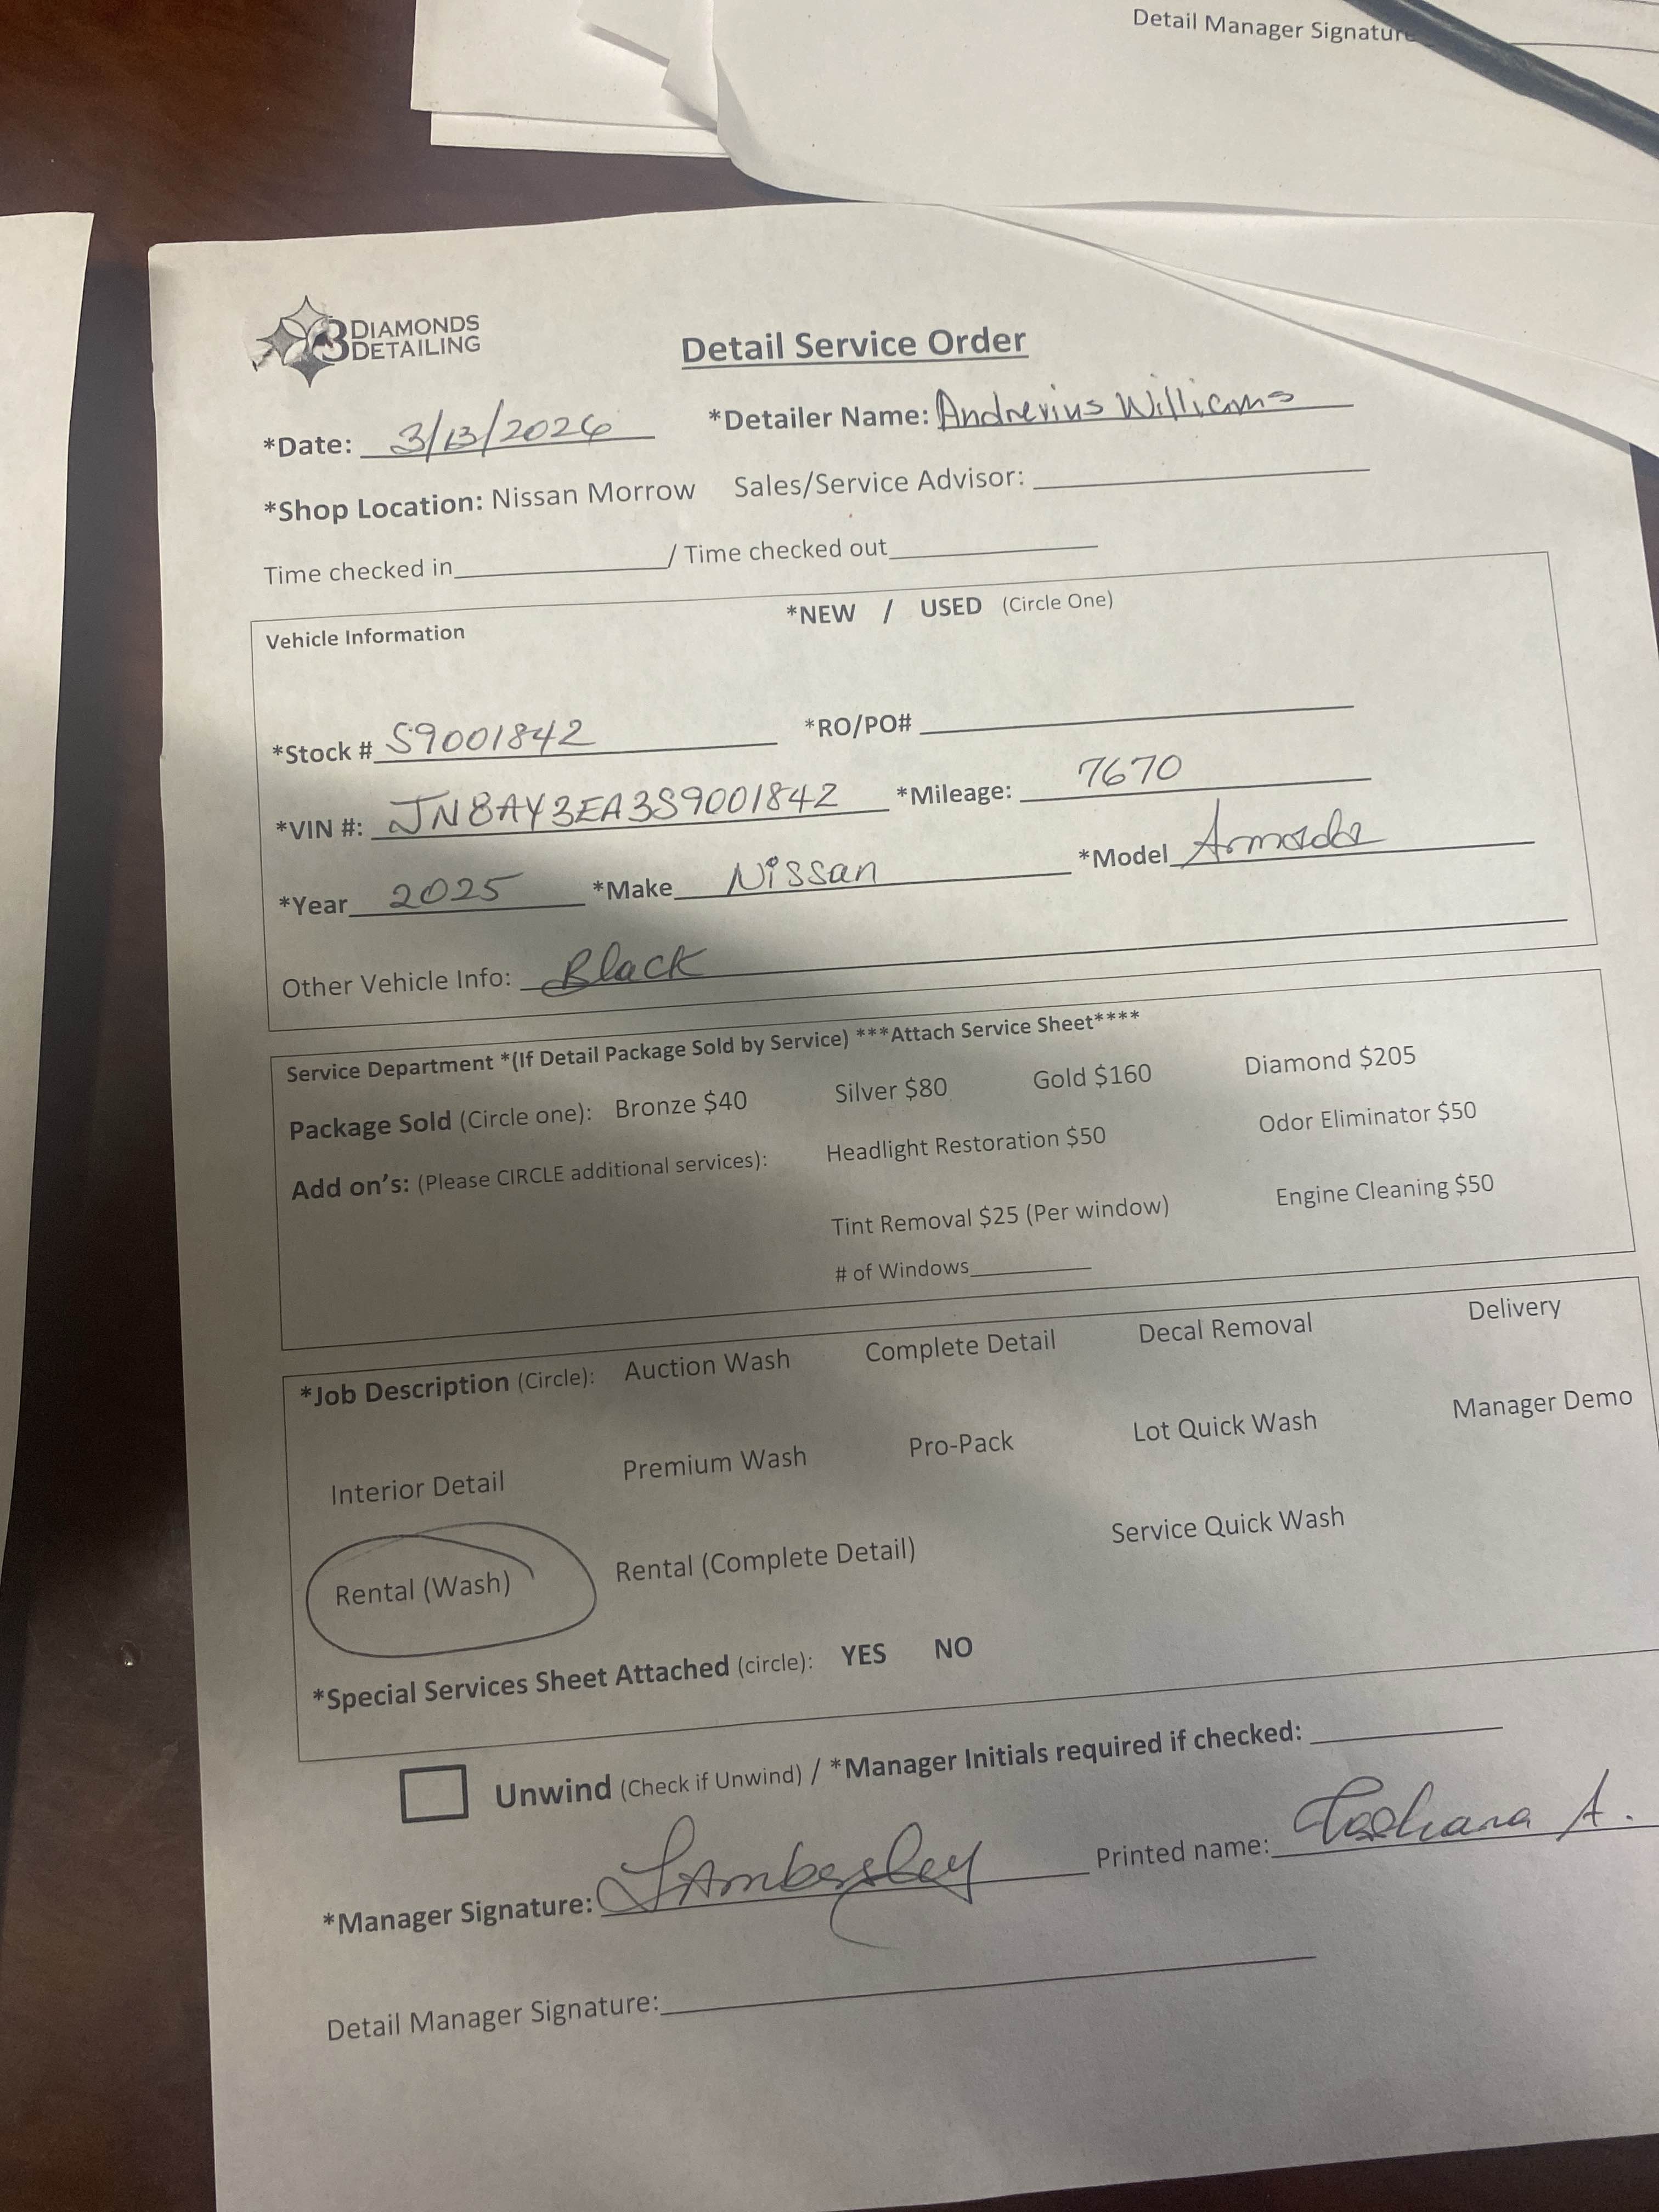 Detail Manager Signature
3 DIAMONDS DETAILING
Detail Service Order
*Date: 3/13/2026 *Detailer Name: Andrevius Williams
*Shop Location: Nissan Morrow Sales/Service Advisor:
Time checked in / Time checked out
*NEW / USED (Circle One)
Vehicle Information
*Stock # S9001842 *RO/PO#
*VIN #: JN8AY3EA3S9001842 *Mileage: 7670
*Year 2025 *Make Nissan *Model Armada
Other Vehicle Info: Black
Service Department *(If Detail Package Sold by Service) ***Attach Service Sheet****
Package Sold (Circle one): Bronze $40 Silver $80 Gold $160 Diamond $205
Add on's: (Please CIRCLE additional services): Headlight Restoration $50 Odor Eliminator $50
Tint Removal $25 (Per window) Engine Cleaning $50
# of Windows
*Job Description (Circle): Auction Wash Complete Detail Decal Removal Delivery
Interior Detail Premium Wash Pro-Pack Lot Quick Wash Manager Demo
Rental (Wash) Rental (Complete Detail) Service Quick Wash
*Special Services Sheet Attached (circle): YES NO
Unwind (Check if Unwind) / *Manager Initials required if checked:
*Manager Signature: Printed name: A.
Detail Manager Signature: